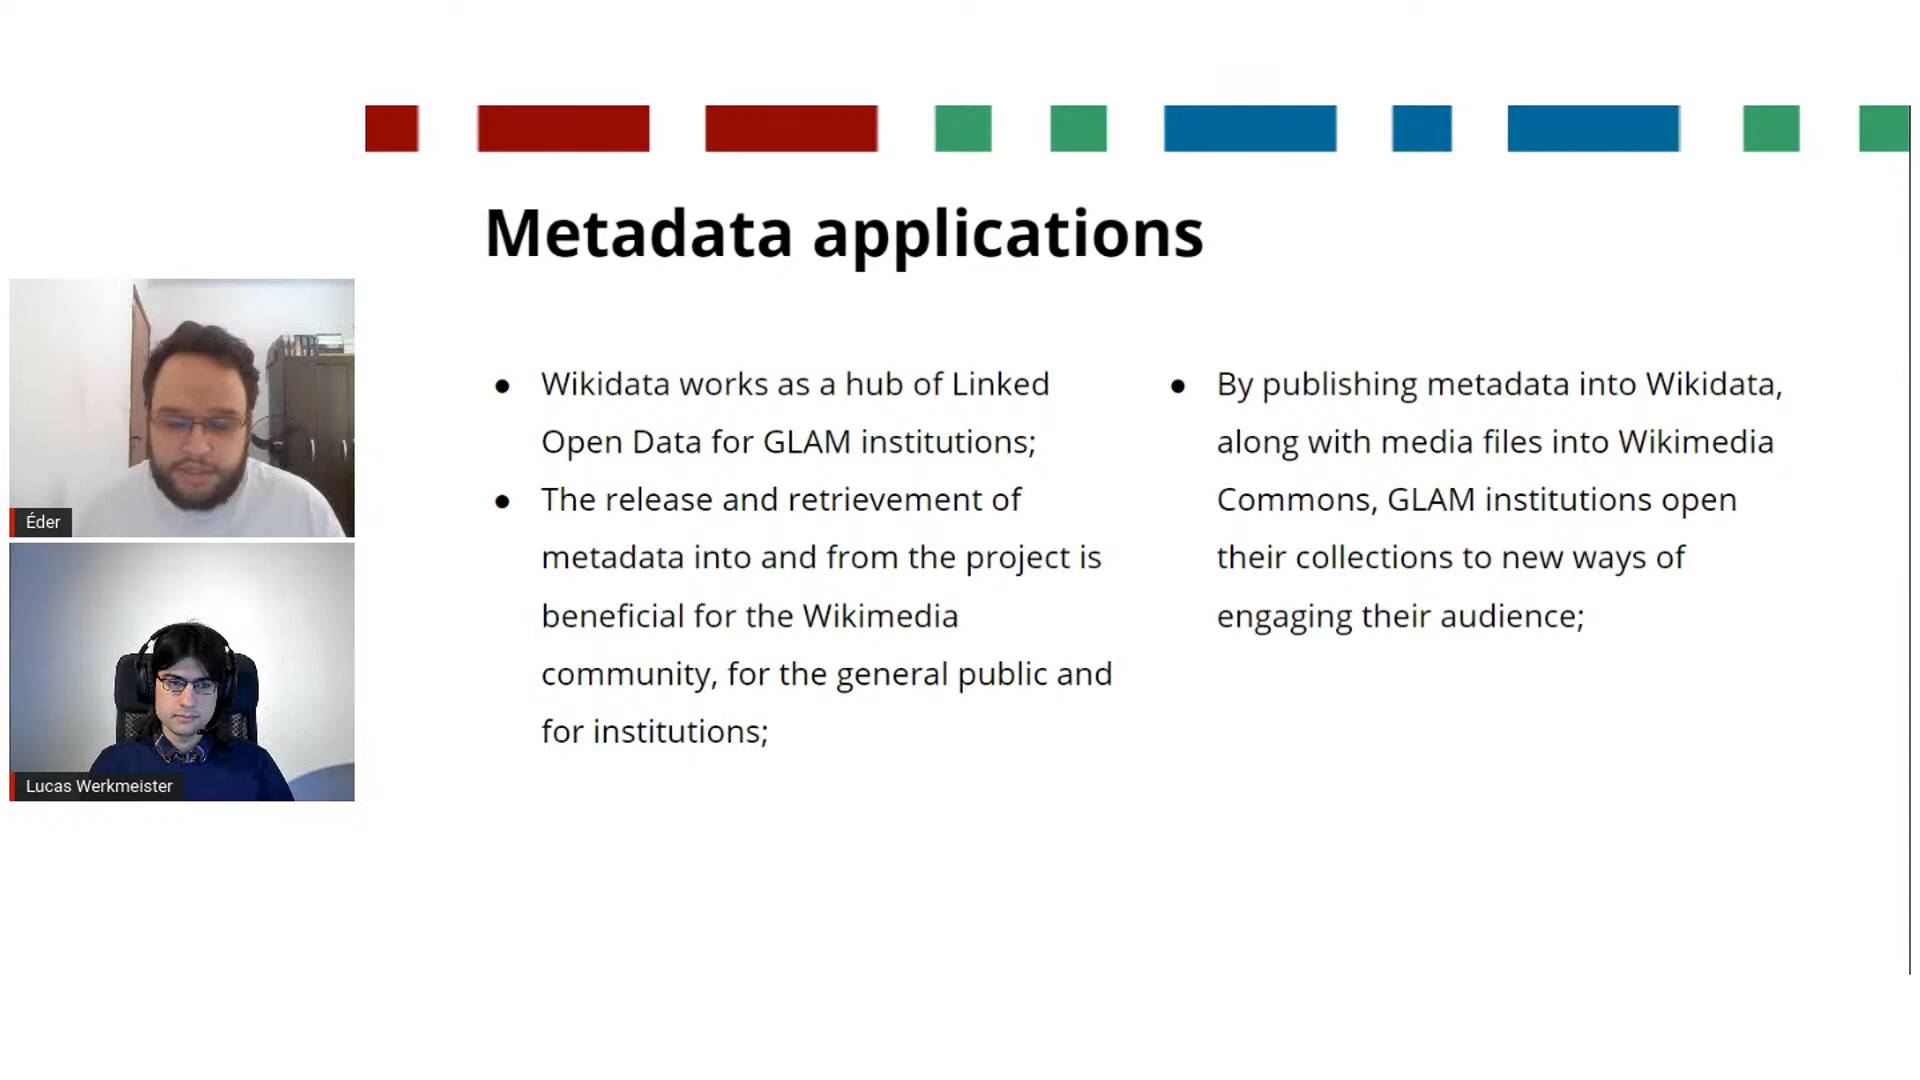 Metadata applications
● Wikidata works as a hub of Linked
Open Data for GLAM institutions;
● The release and retrievement of
metadata into and from the project is
beneficial for the Wikimedia
community, for the general public and
for institutions;
● By publishing metadata into Wikidata,
along with media files into Wikimedia
Commons, GLAM institutions open
their collections to new ways of
engaging their audience;
Éder
Lucas Werkmeister